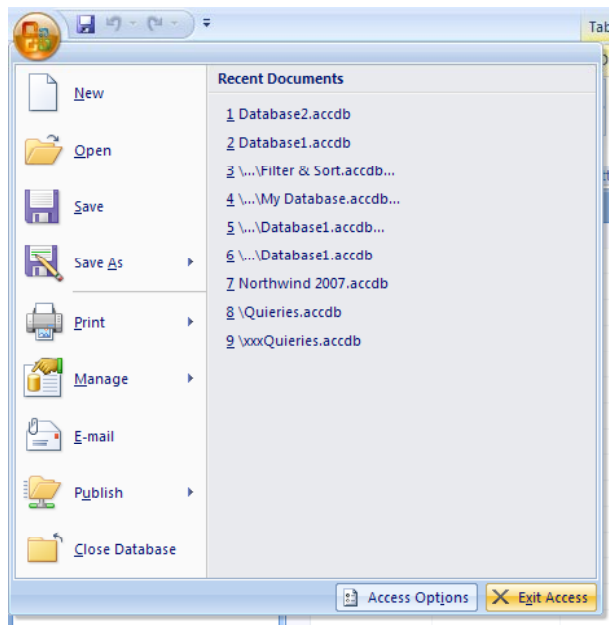 Tab
New
Open
Save
Save As
Print
Manage
E-mail
Publish
Close Database
Recent Documents
1 Database2.accdb
2 Database1.accdb
3 \...\Filter & Sort.accdb...
4 \...\My Database.accdb...
5 \...\Database1.accdb...
6 \...\Database1.accdb
7 Northwind 2007.accdb
8 \Quieries.accdb
9 \xxxQuieries.accdb
Access Options
Exit Access